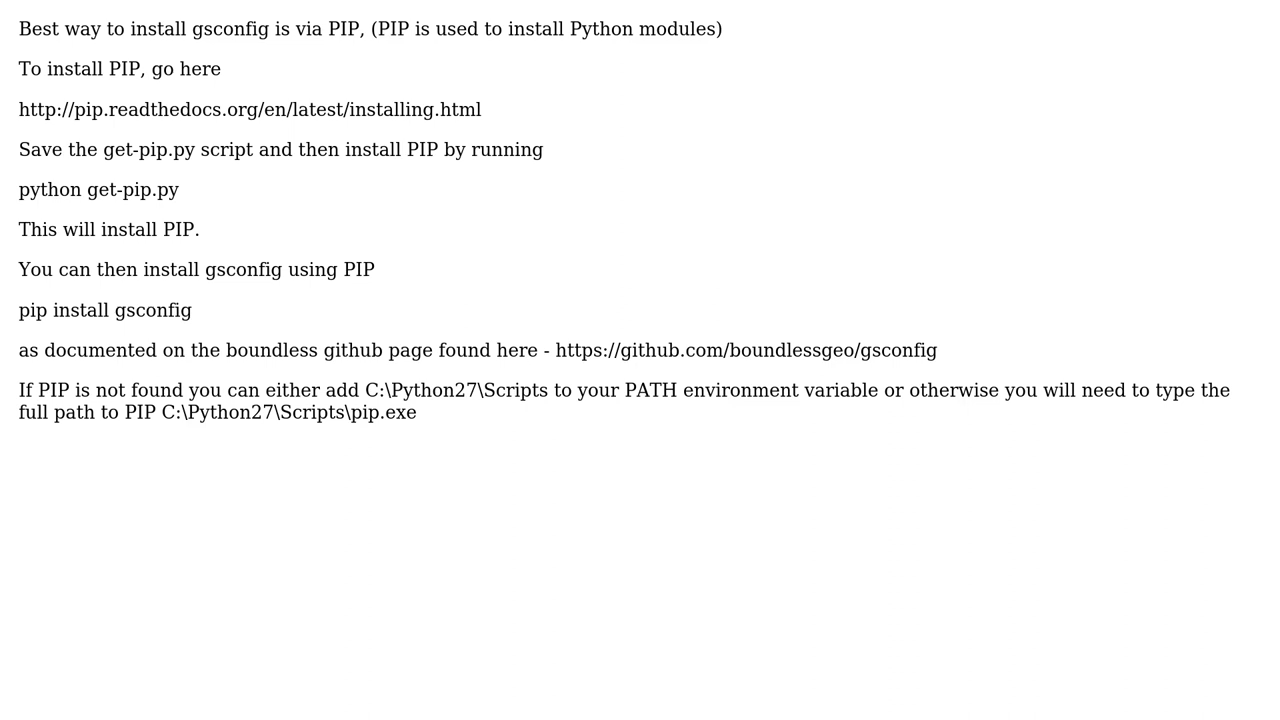 Best way to install gsconfig is via PIP, (PIP is used to install Python modules)
To install PIP, go here
http://pip.readthedocs.org/en/latest/installing.html
Save the get-pip.py script and then install PIP by running
python get-pip.py
This will install PIP.
You can then install gsconfig using PIP
pip install gsconfig
as documented on the boundless github page found here - https://github.com/boundlessgeo/gsconfig
If PIP is not found you can either add C:\Python27\Scripts to your PATH environment variable or otherwise you will need to type the
full path to PIP C:\Python27\Scripts\pip.exe